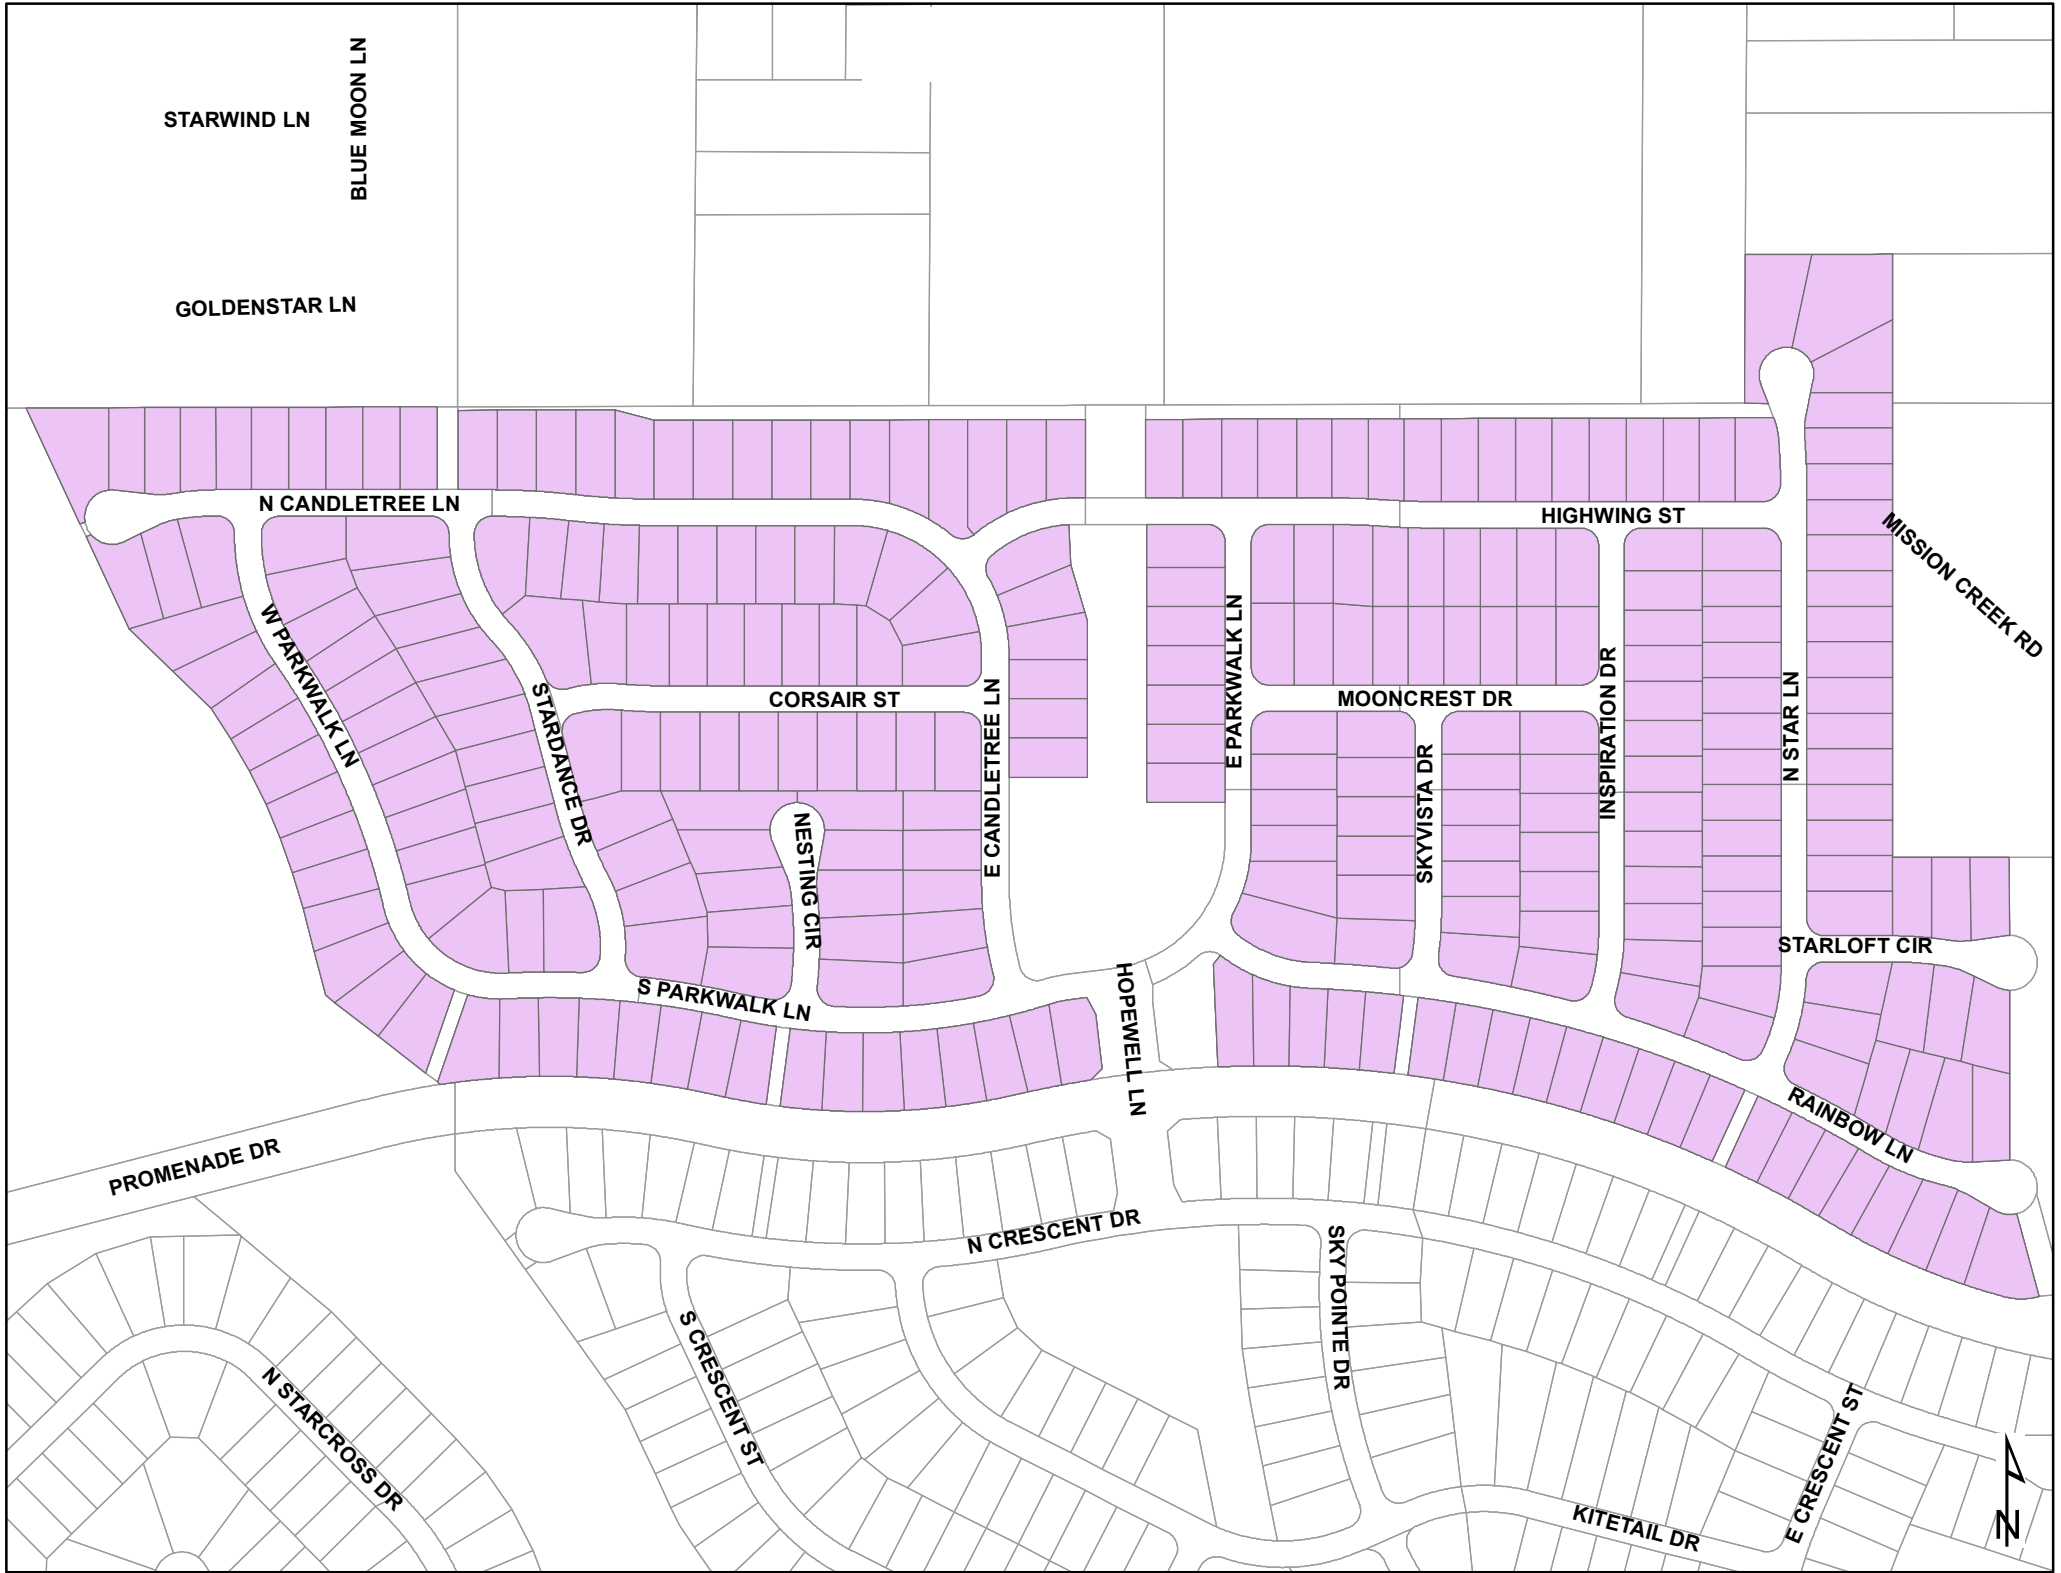 BLUE MOON LN
STARWIND LN
GOLDENSTAR LN
N CANDLETREE LN
HIGHWING ST
MISSION CREEK RD
W PARKWALK LN
STARDANCE DR
CORSAIR ST
E CANDLETREE LN
E PARKWALK LN
MOONCREST DR
INSPIRATION DR
N STAR LN
SKYVISTA DR
NESTING CIR
STARLOFT CIR
S PARKWALK LN
HOPEWELL LN
RAINBOW LN
PROMENADE DR
N CRESCENT DR
SKY POINTE DR
S CRESCENT ST
N STARCROSS DR
E CRESCENT ST
KITETAIL DR
N